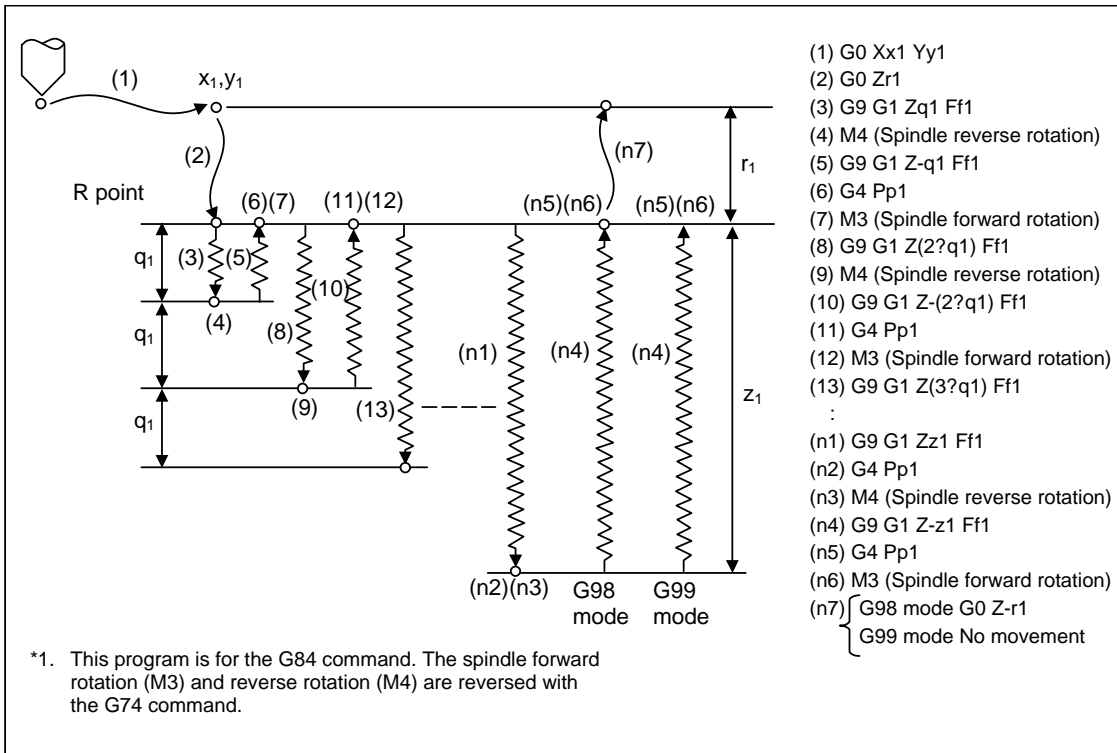 (1)
x1,y1
(2)
(n7)
r1
R point
(6)(7)
(11)(12)
(n5)(n6)
(n5)(n6)
q1
(3)
(5)
(10)
(4)
q1
(8)
(n1)
(n4)
(n4)
z1
(9)
(13)
q1
(n2)(n3)
G98
mode
G99
mode
(1) G0 Xx1 Yy1
(2) G0 Zr1
(3) G9 G1 Zq1 Ff1
(4) M4 (Spindle reverse rotation)
(5) G9 G1 Z-q1 Ff1
(6) G4 Pp1
(7) M3 (Spindle forward rotation)
(8) G9 G1 Z(2?q1) Ff1
(9) M4 (Spindle reverse rotation)
(10) G9 G1 Z-(2?q1) Ff1
(11) G4 Pp1
(12) M3 (Spindle forward rotation)
(13) G9 G1 Z(3?q1) Ff1
:
(n1) G9 G1 Zz1 Ff1
(n2) G4 Pp1
(n3) M4 (Spindle reverse rotation)
(n4) G9 G1 Z-z1 Ff1
(n5) G4 Pp1
(n6) M3 (Spindle forward rotation)
(n7) G98 mode G0 Z-r1
G99 mode No movement
*1. This program is for the G84 command. The spindle forward
rotation (M3) and reverse rotation (M4) are reversed with
the G74 command.